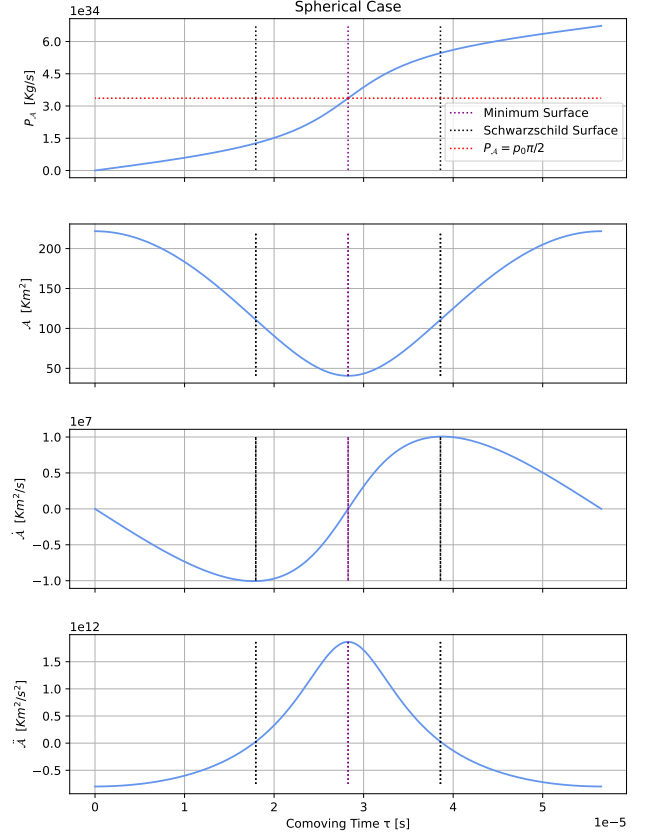 Spherical Case
1e34
6.0
4.5
3.0
1.5
0.0
P𝒜 [Kg/s]
Minimum Surface
Schwarzschild Surface
P𝒜 = p₀π/2
200
150
100
50
𝒜 [Km²]
1e7
1.0
0.5
0.0
−0.5
−1.0
𝒜̇ [Km²/s]
1e12
1.5
1.0
0.5
0.0
−0.5
𝒜̈ [Km²/s²]
0 1 2 3 4 5
Comoving Time τ [s]
1e−5